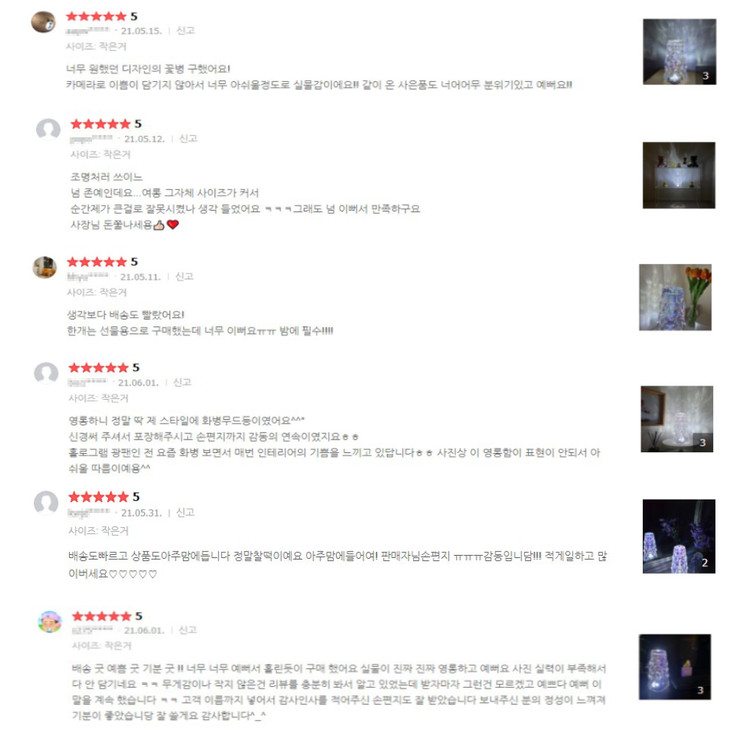 ★★★★★ 5
21.05.15. | 신고
사이즈: 작은거
너무 원했던 디자인의 꽃병 구했어요!
카메라로 이쁨이 담기지 않아서 너무 아쉬울정도로 실물갑이에요!! 같이 온 사은품도 너어어무 분위기있고 예뻐요!!
3
★★★★★ 5
21.05.12. | 신고
사이즈: 작은거
조명처러 쓰이느
넘 존예인데요...여롱 그자체 사이즈가 커서
순간제가 큰걸로 잘못시켰나 생각 들었어요 ㅋㅋㅋ그래도 넘 이뻐서 만족하구요
사장님 돈쭐나세용👍❤
★★★★★ 5
21.05.11. | 신고
사이즈: 작은거
생각보다 배송도 빨랐어요!
한개는 선물용으로 구매했는데 너무 이뻐요ㅠㅠ 밤에 필수!!!!
★★★★★ 5
21.06.01. | 신고
사이즈: 작은거
영롱하니 정말 딱 제 스타일에 화병무드등이였어요^^*
신경써 주셔서 포장해주시고 손편지까지 감동의 연속이였지요ㅎㅎ
홀로그램 광팬인 전 요즘 화병 보면서 매번 인테리어의 기쁨을 느끼고 있답니다ㅎㅎ 사진상 이 영롱함이 표현이 안되서 아
쉬울 따름이예용^^
3
★★★★★ 5
21.05.31. | 신고
사이즈: 작은거
배송도빠르고 상품도아주맘에듭니다 정말찰떡이예요 아주맘에들어여! 판매자님손편지 ㅠㅠㅠ감동입니담!!! 적게일하고 많
이버세요♡♡♡♡♡
2
★★★★★ 5
21.06.01. | 신고
사이즈: 작은거
배송 굿 예쁨 굿 기분 굿 !! 너무 너무 예뻐서 홀린듯이 구매 했어요 실물이 진짜 진짜 영롱하고 예뻐요 사진 실력이 부족해서
다 안 담기네요 ㅋㅋ 무게감이나 작지 않은건 리뷰를 충분히 봐서 알고 있었는데 받자마자 그런건 모르겠고 예쁘다 예뻐 이
말을 계속 했습니다 ㅋㅋ 고객 이름까지 넣어서 감사인사를 적어주신 손편지도 잘 받았습니다 보내주신 분의 정성이 느껴져
기분이 좋았습니당 잘 쓸게요 감사합니다^_^
3